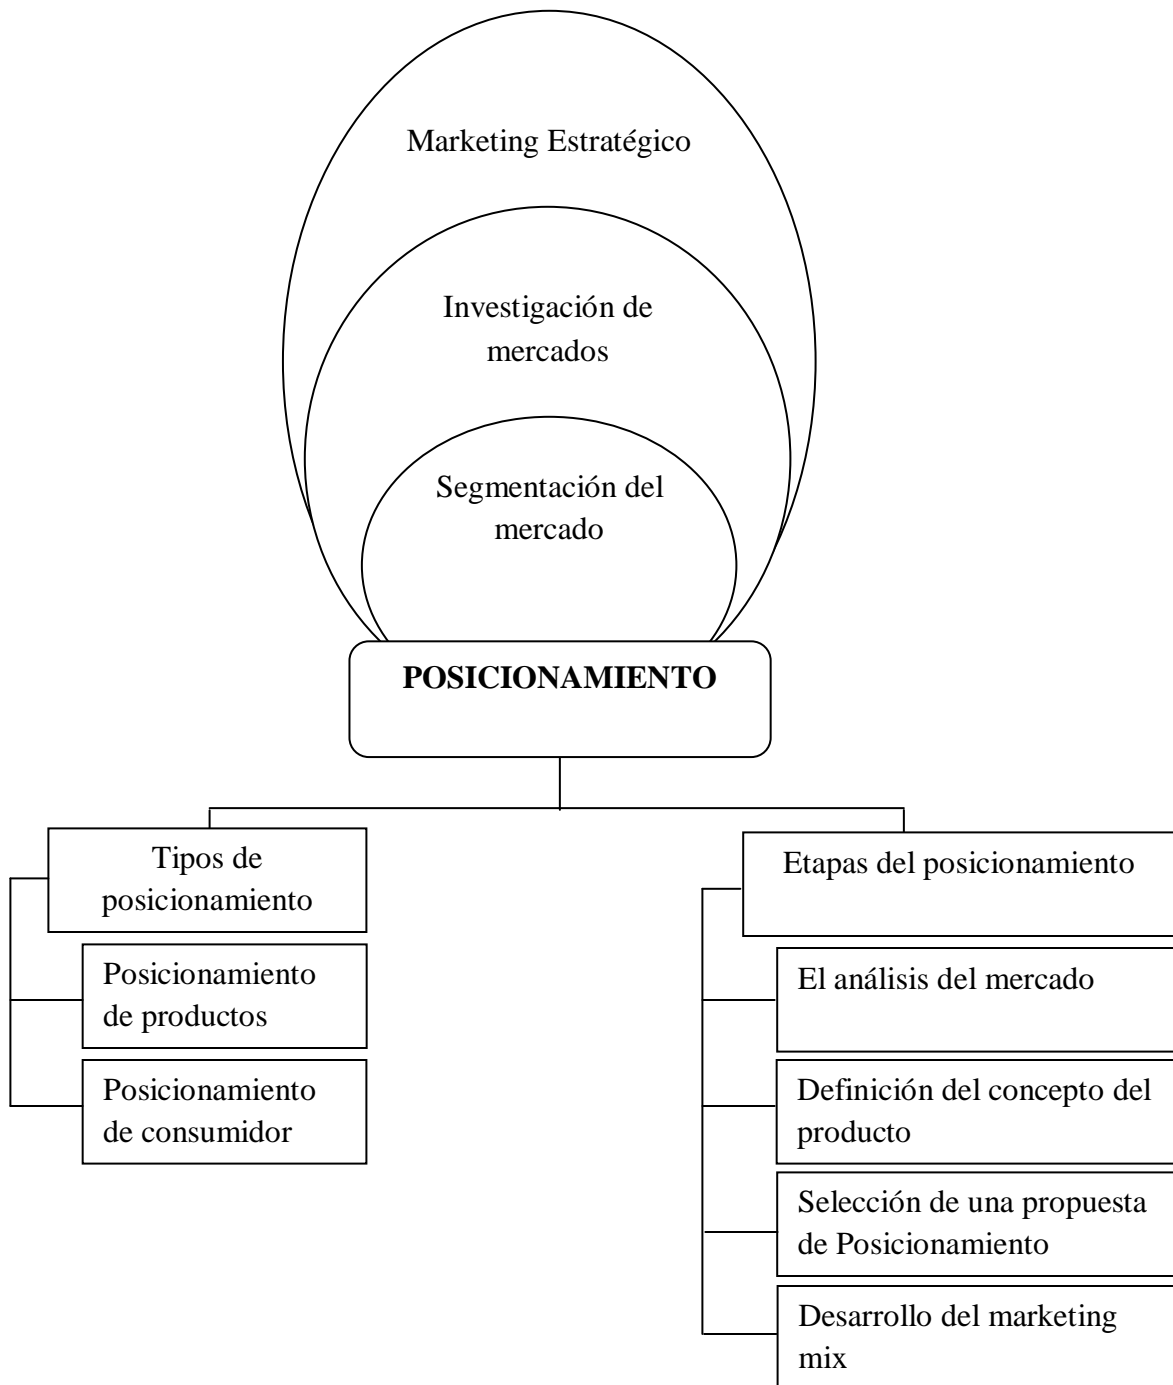 Marketing Estratégico
Investigación de
mercados
Segmentación del
mercado
POSICIONAMIENTO
Tipos de
posicionamiento
Posicionamiento
de productos
Posicionamiento
de consumidor
Etapas del posicionamiento
El análisis del mercado
Definición del concepto del
producto
Selección de una propuesta
de Posicionamiento
Desarrollo del marketing
mix